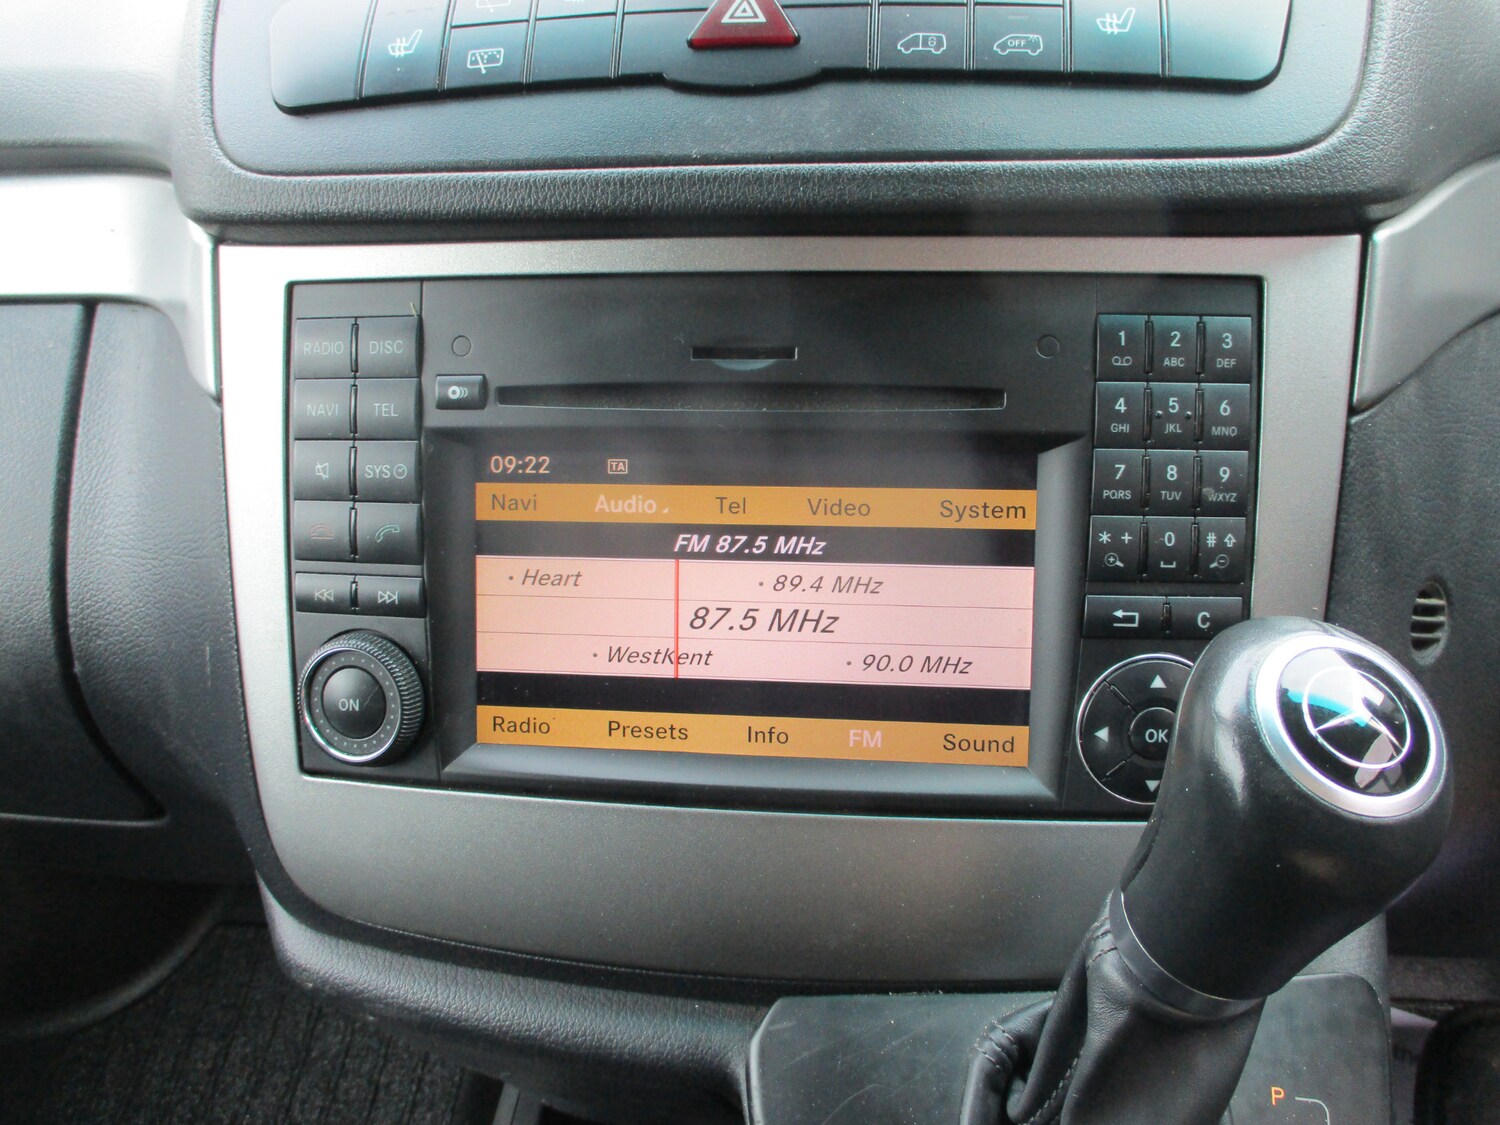 OFF
RADIO DISC
NAVI TEL
SYS
ON
1 2 ABC 3 DEF
4 GHI 5 JKL 6 MNO
7 PQRS 8 TUV 9 WXYZ
* + 0 #
C
OK
09:22 TA
Navi Audio Tel Video System
FM 87.5 MHz
• Heart • 89.4 MHz
87.5 MHz
• WestKent • 90.0 MHz
Radio Presets Info FM Sound
P